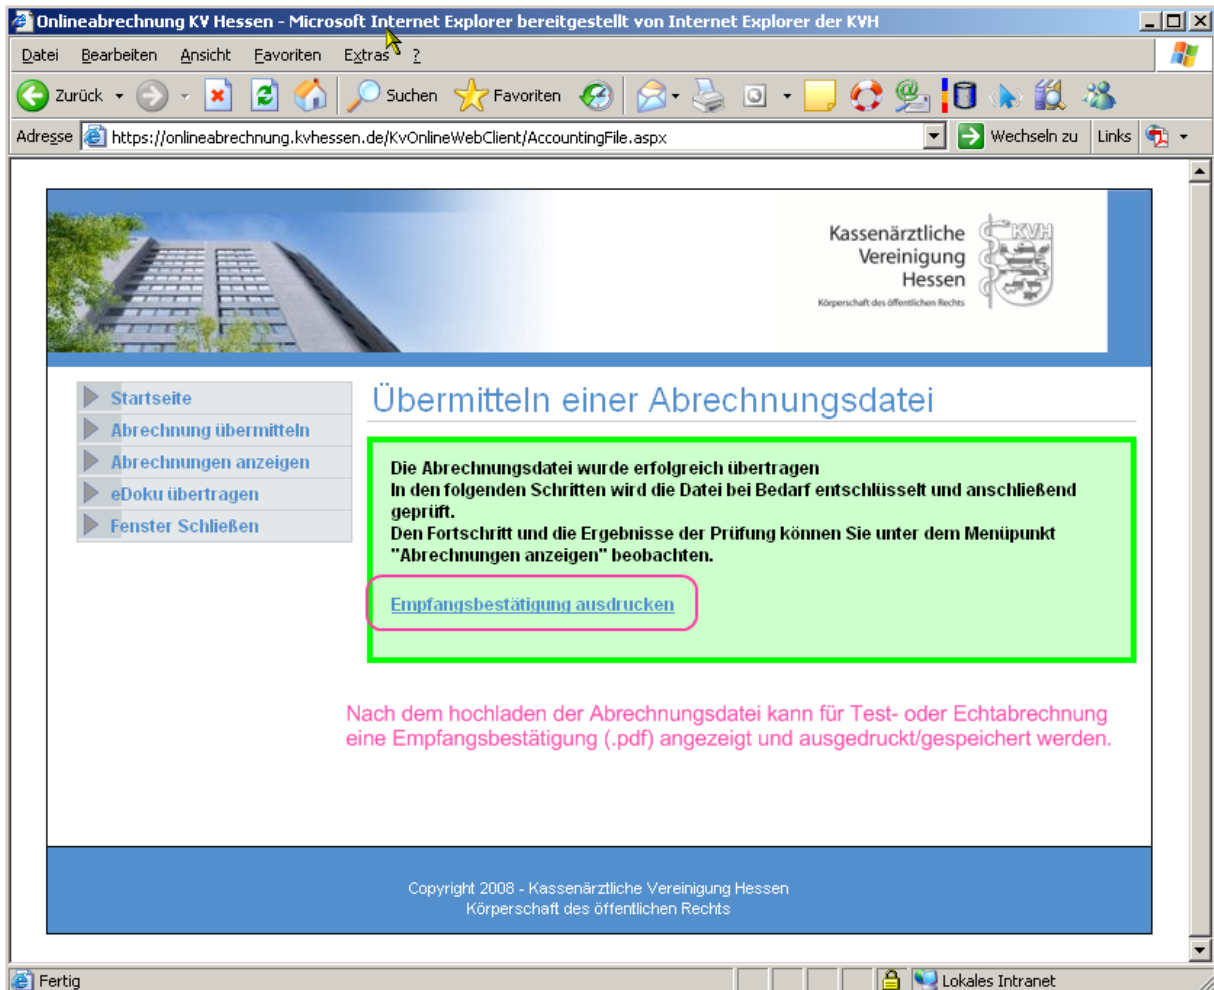 Onlineabrechnung KV Hessen - Microsoft Internet Explorer bereitgestellt von Internet Explorer der KVH
Datei Bearbeiten Ansicht Favoriten Extras ?
Zurück Suchen Favoriten
Adresse https://onlineabrechnung.kvhessen.de/KvOnlineWebClient/AccountingFile.aspx Wechseln zu Links
Kassenärztliche
Vereinigung
Hessen
Körperschaft des öffentlichen Rechts
KVH
Startseite
Abrechnung übermitteln
Abrechnungen anzeigen
eDoku übertragen
Fenster Schließen
Übermitteln einer Abrechnungsdatei
Die Abrechnungsdatei wurde erfolgreich übertragen
In den folgenden Schritten wird die Datei bei Bedarf entschlüsselt und anschließend
geprüft.
Den Fortschritt und die Ergebnisse der Prüfung können Sie unter dem Menüpunkt
"Abrechnungen anzeigen" beobachten.
Empfangsbestätigung ausdrucken
Nach dem hochladen der Abrechnungsdatei kann für Test- oder Echtabrechnung
eine Empfangsbestätigung (.pdf) angezeigt und ausgedruckt/gespeichert werden.
Copyright 2008 - Kassenärztliche Vereinigung Hessen
Körperschaft des öffentlichen Rechts
Fertig Lokales Intranet